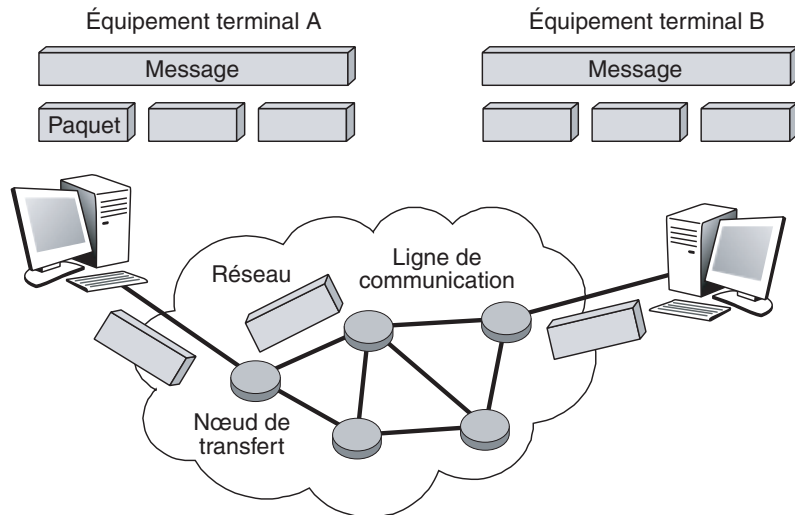 Équipement terminal A
Équipement terminal B
Message
Message
Paquet
Réseau
Ligne de
communication
Nœud de
transfert